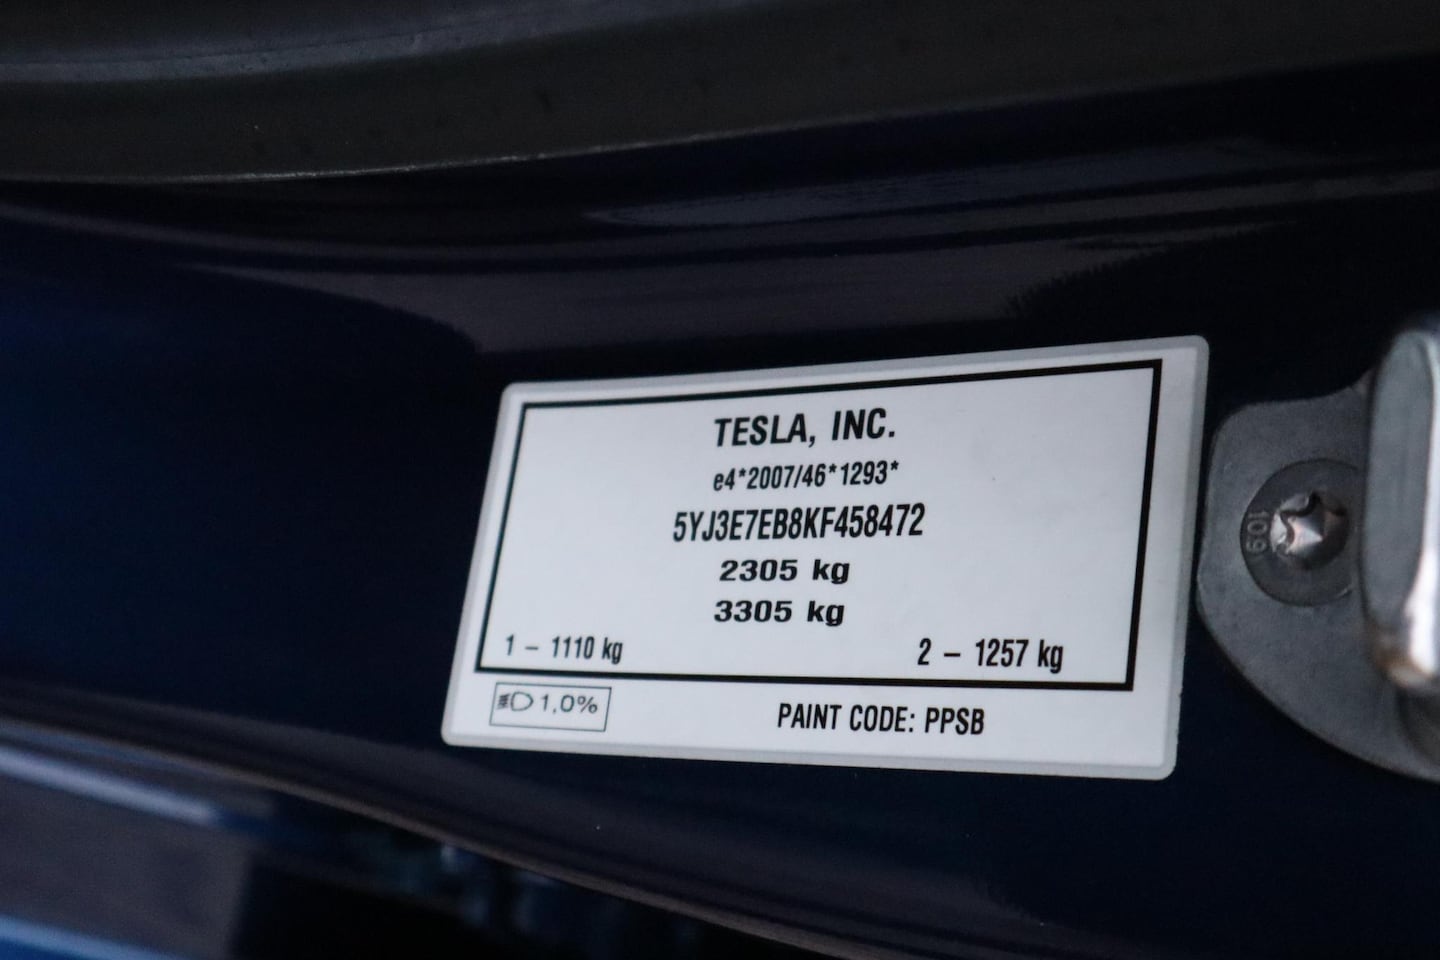 TESLA, INC.
e4*2007/46*1293*
5YJ3E7EB8KF458472
2305 kg
3305 kg
1 – 1110 kg
2 – 1257 kg
1,0%
PAINT CODE: PPSB
109